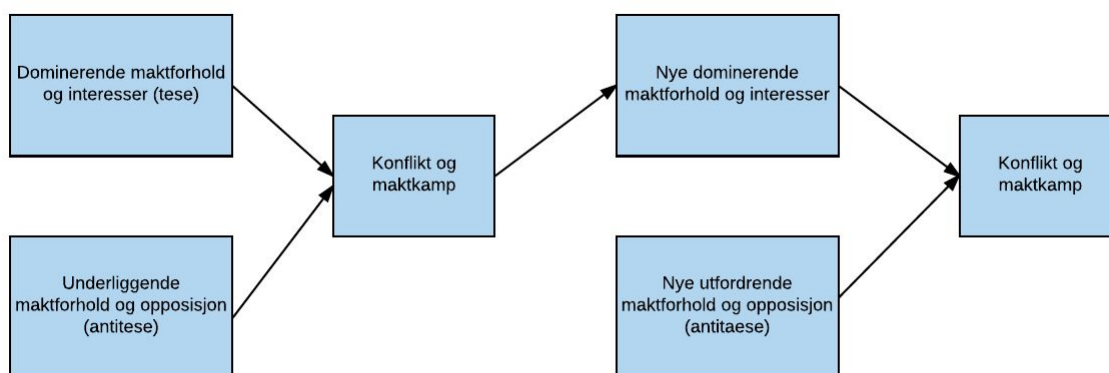 Dominerende maktforhold
og interesser (tese)
Underliggende
maktforhold og opposisjon
(antitese)
Konflikt og
maktkamp
Nye dominerende
maktforhold og interesser
Nye utfordrende
maktforhold og opposisjon
(antitaese)
Konflikt og
maktkamp